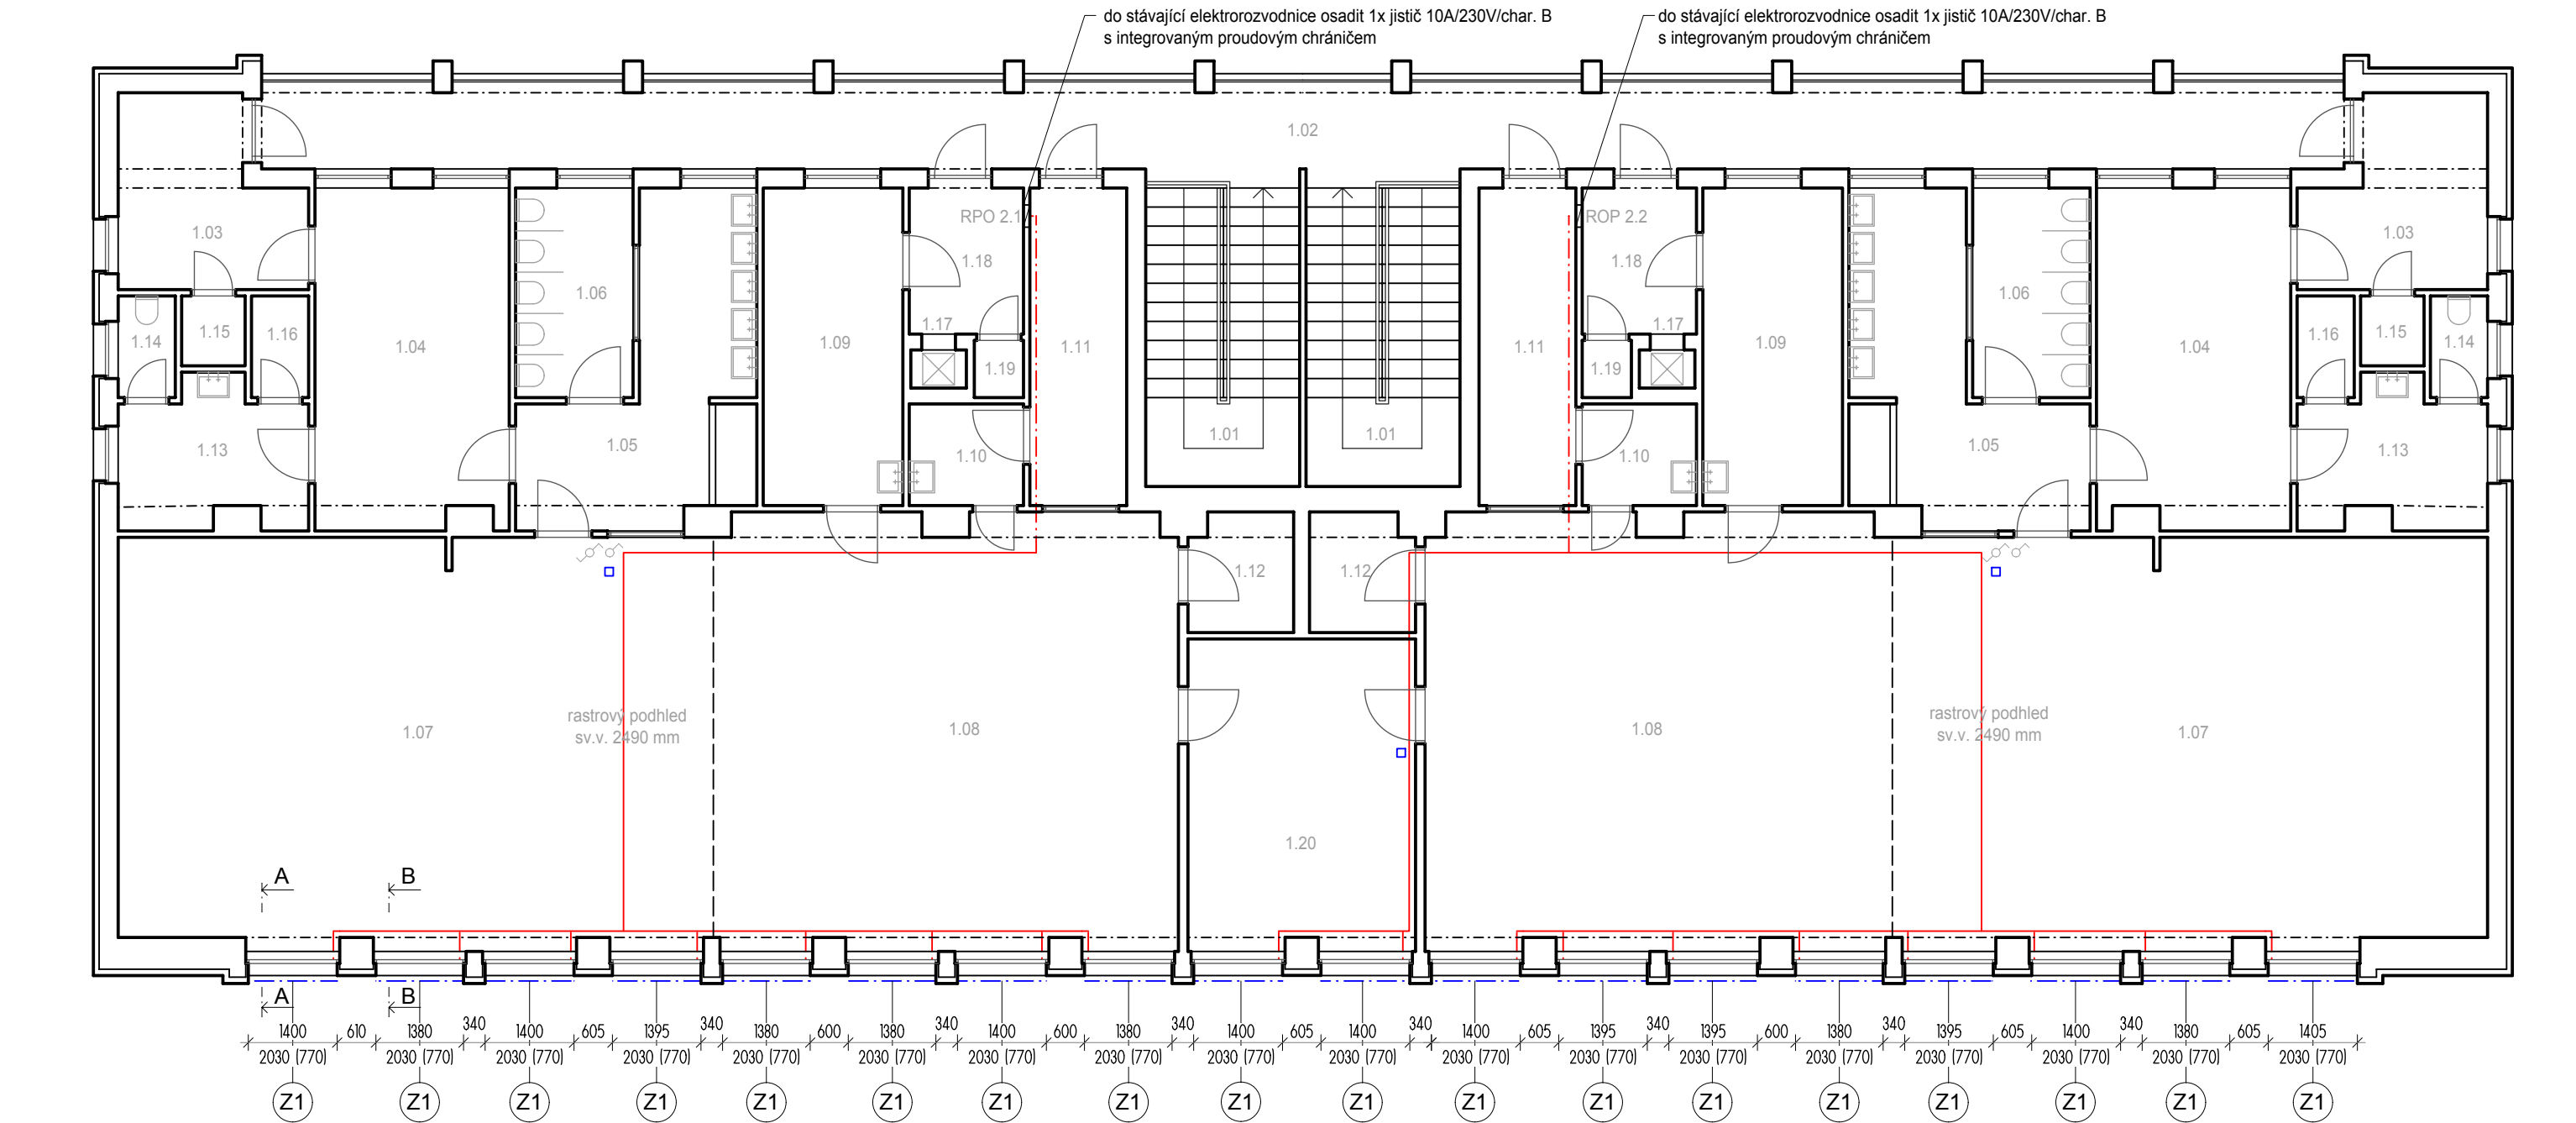 do stávající elektrorozvodnice osadit 1x jistič 10A/230V/char. B
s integrovaným proudovým chráničem
do stávající elektrorozvodnice osadit 1x jistič 10A/230V/char. B
s integrovaným proudovým chráničem
1.02
RPO 2.1
ROP 2.2
1.03
1.18
1.18
1.03
1.06
1.06
1.14
1.15
1.16
1.04
1.09
1.17
1.19
1.11
1.11
1.19
1.17
1.09
1.04
1.16
1.15
1.14
1.13
1.05
1.10
1.01
1.01
1.10
1.05
1.13
1.12
1.12
1.07
rastrový podhled
sv.v. 2490 mm
1.08
1.08
rastrový podhled
sv.v. 2490 mm
1.07
1.20
A
B
A
B
1400 610 1380 340 1400 605 1395 340 1380 600 1380 340 1400 600 1380 340 1400 605 1400 340 1400 605 1395 340 1395 600 1380 340 1395 605 1400 340 1380 605 1405
2030 (770) 2030 (770) 2030 (770) 2030 (770) 2030 (770) 2030 (770) 2030 (770) 2030 (770) 2030 (770) 2030 (770) 2030 (770) 2030 (770) 2030 (770) 2030 (770) 2030 (770) 2030 (770) 2030 (770) 2030 (770)
Z1 Z1 Z1 Z1 Z1 Z1 Z1 Z1 Z1 Z1 Z1 Z1 Z1 Z1 Z1 Z1 Z1 Z1